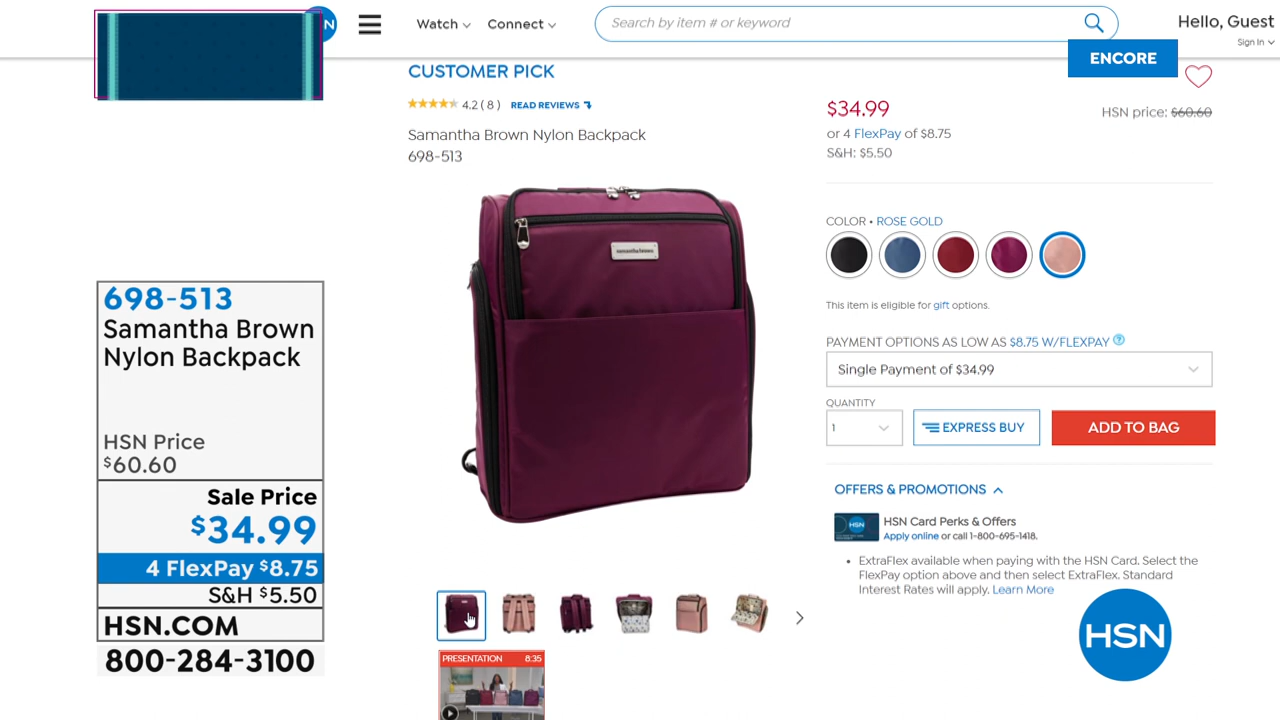 N
Watch
Connect
Search by item # or keyword
Hello, Guest
Sign In
ENCORE
CUSTOMER PICK
4.2 ( 8 ) READ REVIEWS
Samantha Brown Nylon Backpack
698-513
$34.99
HSN price: $60.60
or 4 FlexPay of $8.75
S&H: $5.50
COLOR • ROSE GOLD
This item is eligible for gift options.
PAYMENT OPTIONS AS LOW AS $8.75 W/FLEXPAY ?
Single Payment of $34.99
QUANTITY
1
EXPRESS BUY
ADD TO BAG
OFFERS & PROMOTIONS
HSN
HSN Card Perks & Offers
Apply online or call 1-800-695-1418.
• ExtraFlex available when paying with the HSN Card. Select the
FlexPay option above and then select ExtraFlex. Standard
Interest Rates will apply. Learn More
samantha brown
PRESENTATION 8:35
698-513
Samantha Brown
Nylon Backpack
HSN Price
$60.60
Sale Price
$34.99
4 FlexPay $8.75
S&H $5.50
HSN.COM
800-284-3100
HSN